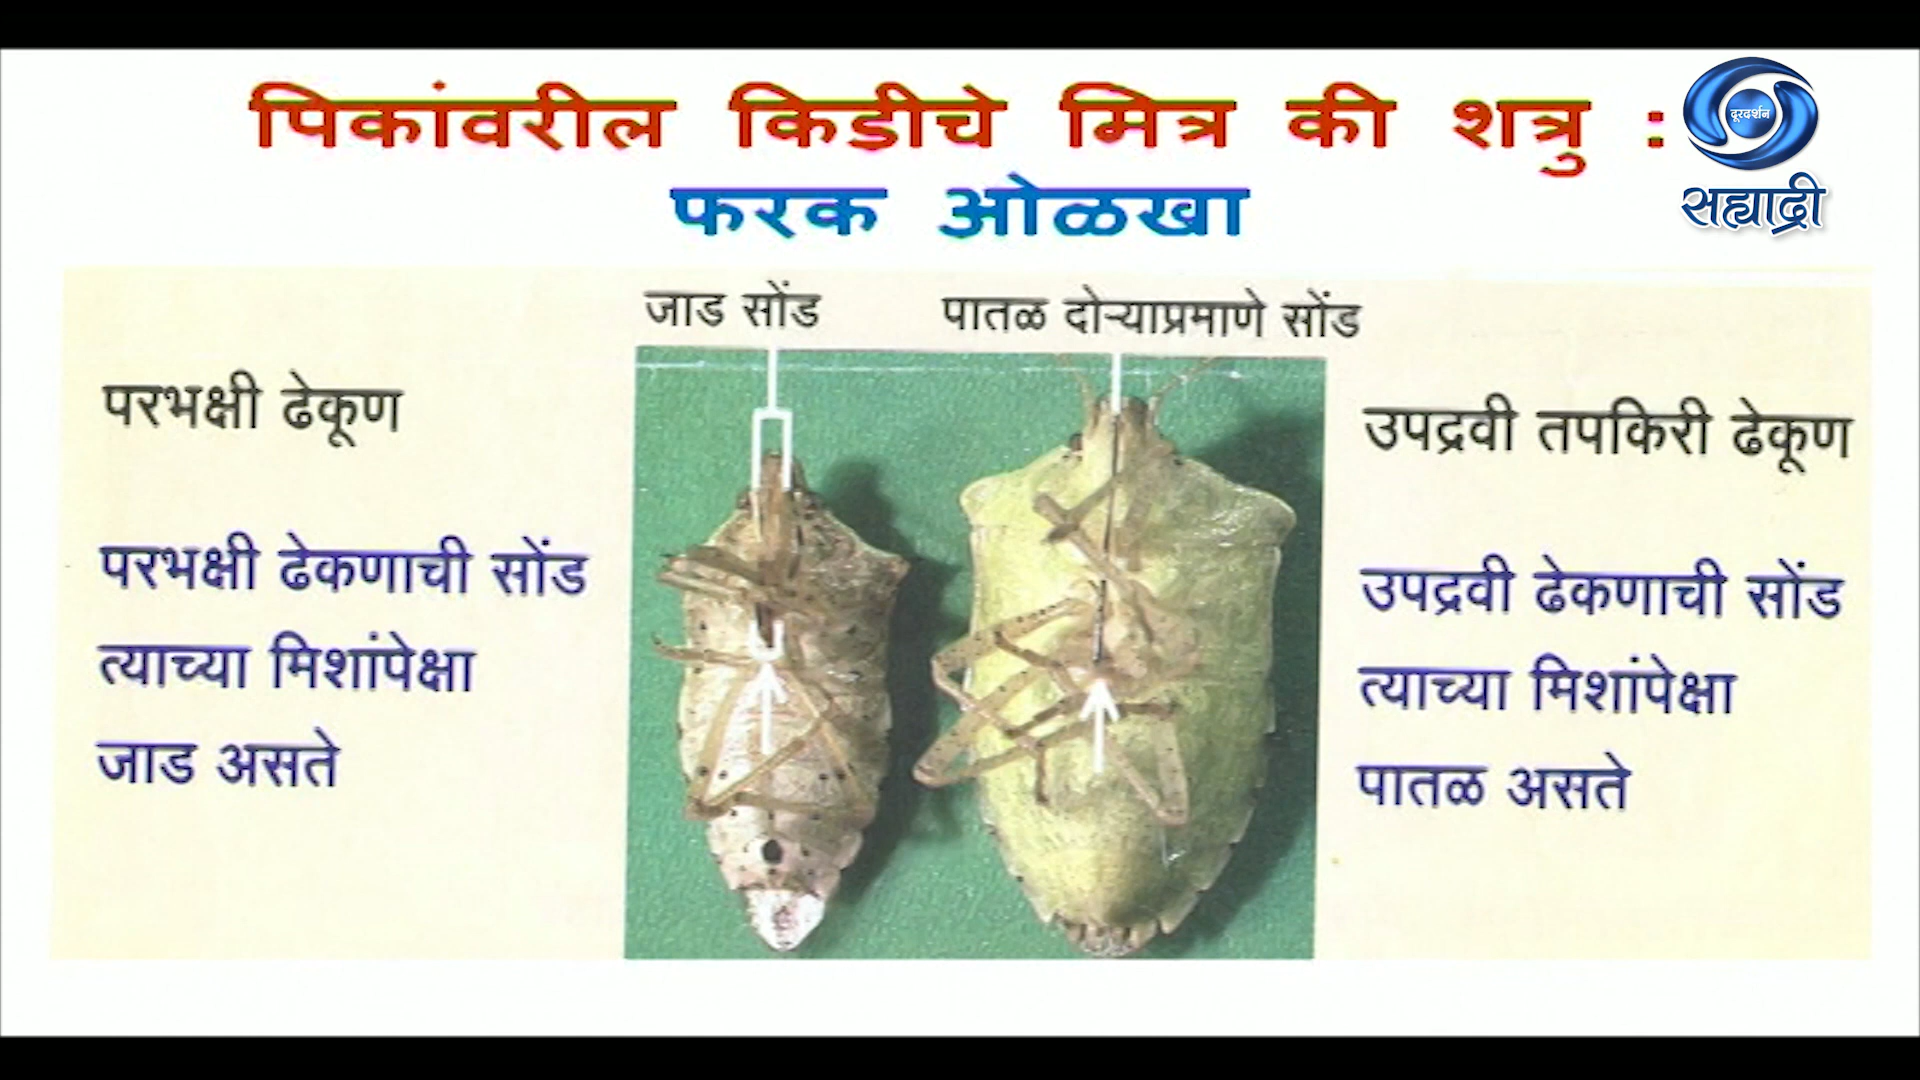 पिकांवरील किडीचे मित्र की शत्रु :
फरक ओळखा
दूरदर्शन
सह्याद्री
जाड सोंड
पातळ दोऱ्याप्रमाणे सोंड
परभक्षी ढेकूण
परभक्षी ढेकणाची सोंड
त्याच्या मिशांपेक्षा
जाड असते
उपद्रवी तपकिरी ढेकूण
उपद्रवी ढेकणाची सोंड
त्याच्या मिशांपेक्षा
पातळ असते